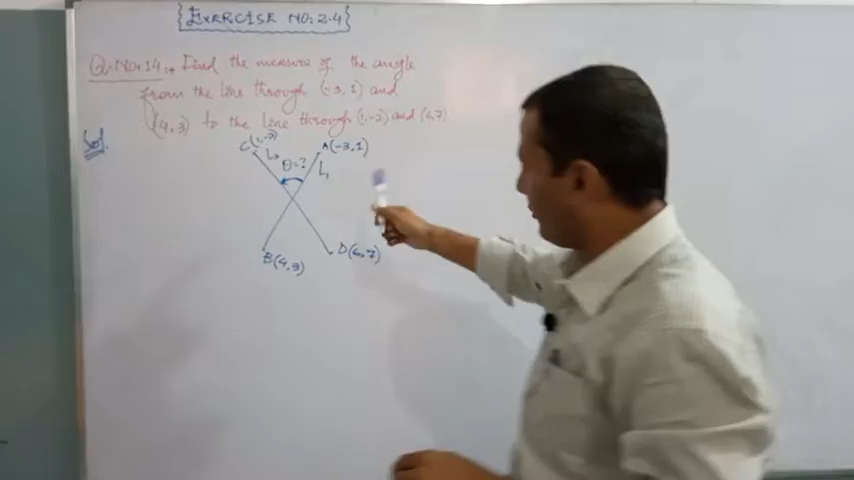 EXERCISE NO: 2.4
Q.No.14:→ Find the measure of the angle
from the line through (-3,1) and
(4,3) to the line through (1,-2) and (6,7)
Sol
C(1,-2) L2 θ=? L1 A(-3,1)
B(4,3) D(6,7)